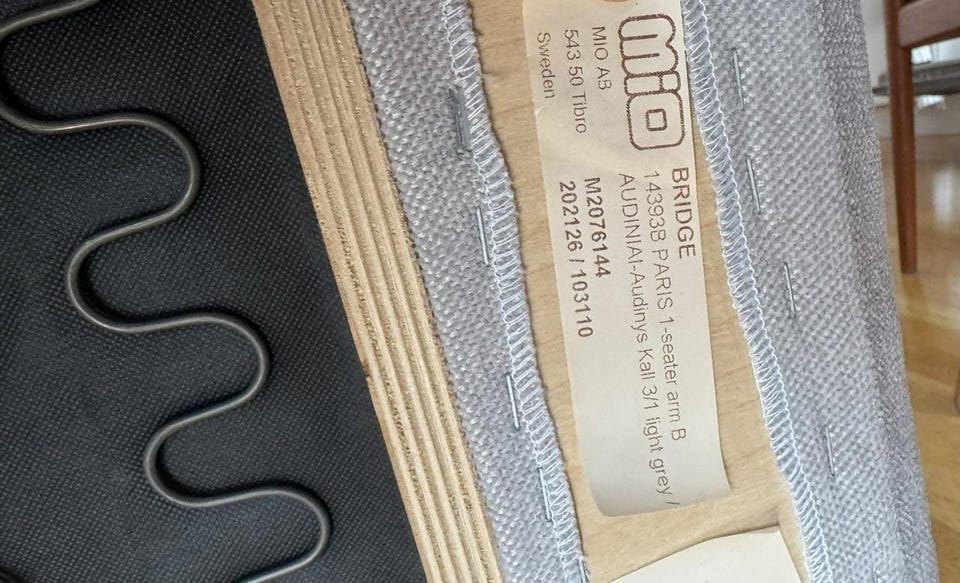 MiO
MIO AB
543 50 Tibro
Sweden
BRIDGE
14393B PARIS 1-seater arm B
AUDINIAI-Audinys Kall 3/1 light grey /
M2076144
202126 / 103110